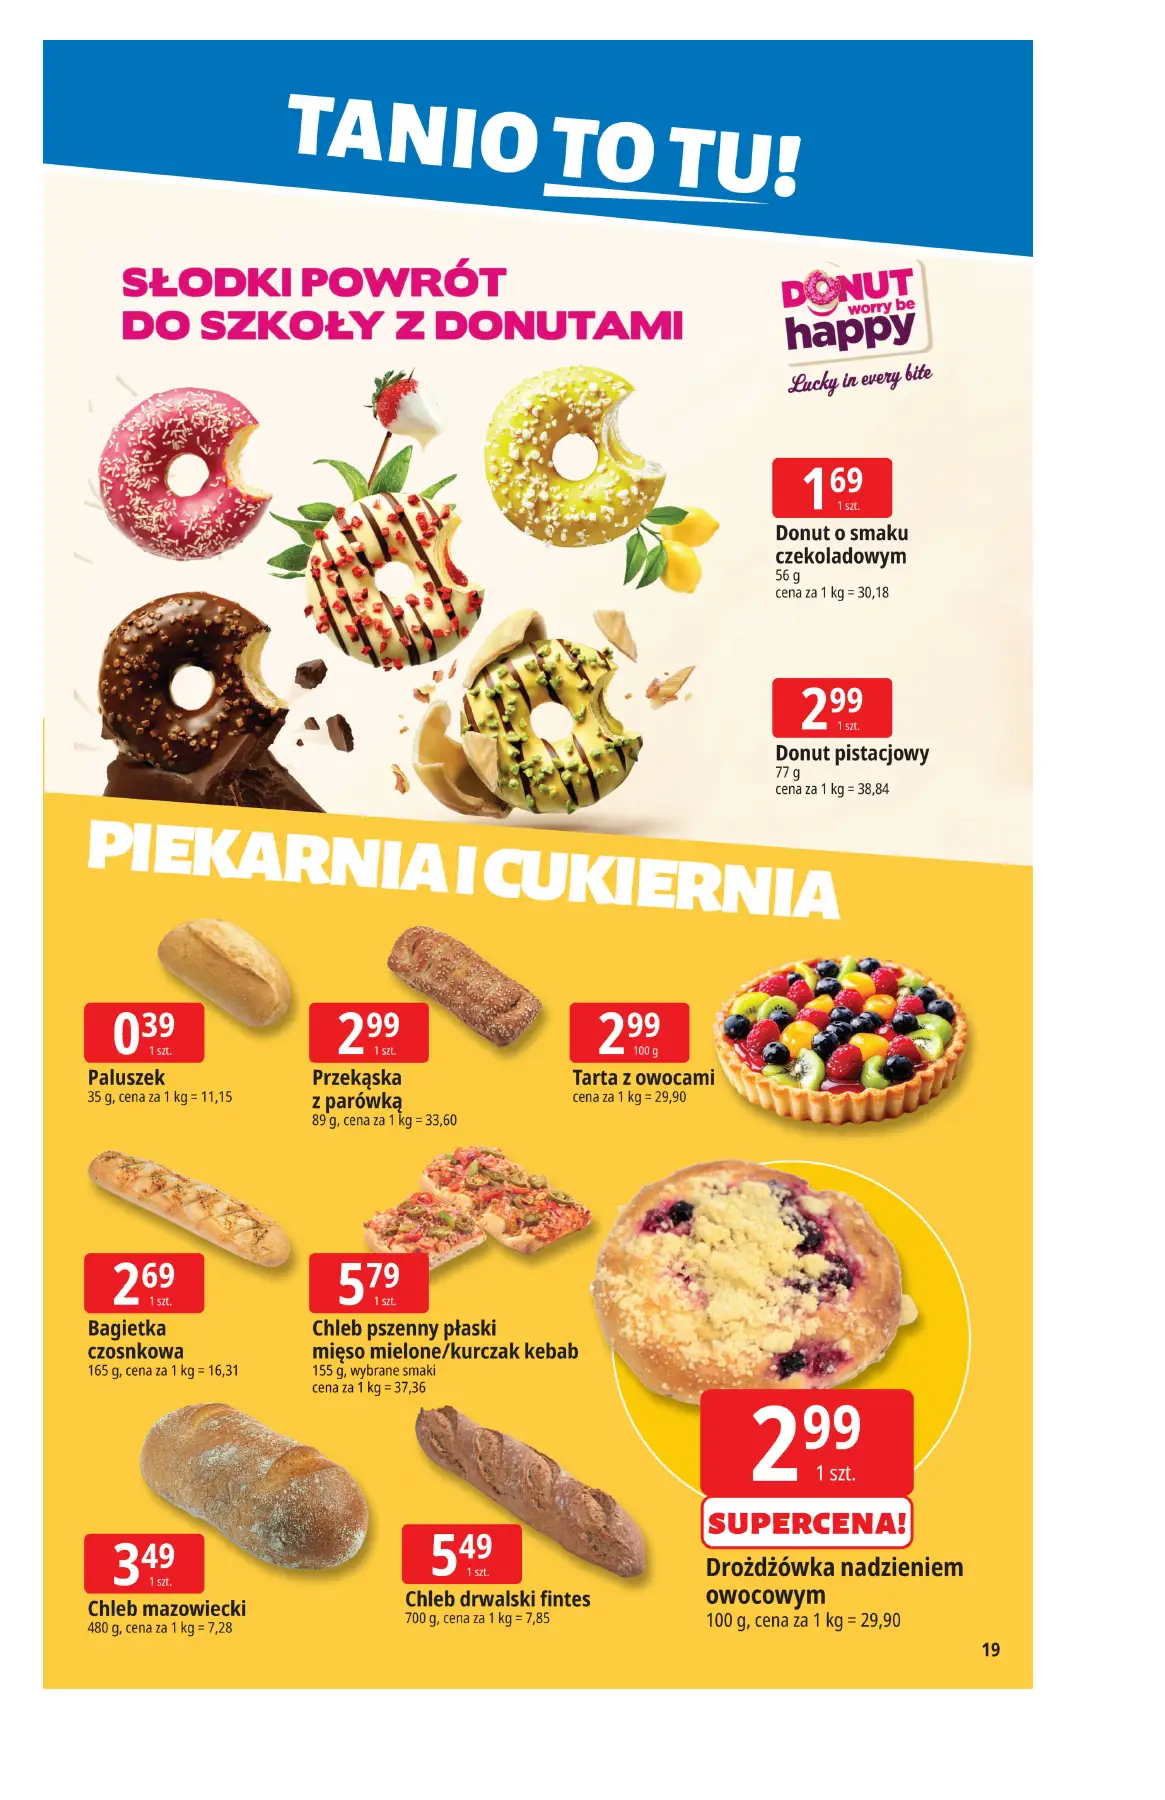 TANIO TO TU!
SŁODKI POWRÓT
DO SZKOŁY Z DONUTAMI
DONUT
worry be
happy
Lucky in every bite
1 69
1 szt.
Donut o smaku
czekoladowym
56 g
cena za 1 kg = 30,18
2 99
1 szt.
Donut pistacjowy
77 g
cena za 1 kg = 38,84
PIEKARNIA I CUKIERNIA
0 39
1 szt.
Paluszek
35 g, cena za 1 kg = 11,15
2 99
1 szt.
Przekąska
z parówką
89 g, cena za 1 kg = 33,60
2 99
100 g
Tarta z owocami
cena za 1 kg = 29,90
2 69
1 szt.
Bagietka
czosnkowa
165 g, cena za 1 kg = 16,31
5 79
1 szt.
Chleb pszenny płaski
mięso mielone/kurczak kebab
155 g, wybrane smaki
cena za 1 kg = 37,36
3 49
1 szt.
Chleb mazowiecki
480 g, cena za 1 kg = 7,28
5 49
1 szt.
Chleb drwalski fintes
700 g, cena za 1 kg = 7,85
2 99
1 szt.
SUPERCENA!
Drożdżówka nadzieniem
owocowym
100 g, cena za 1 kg = 29,90
19